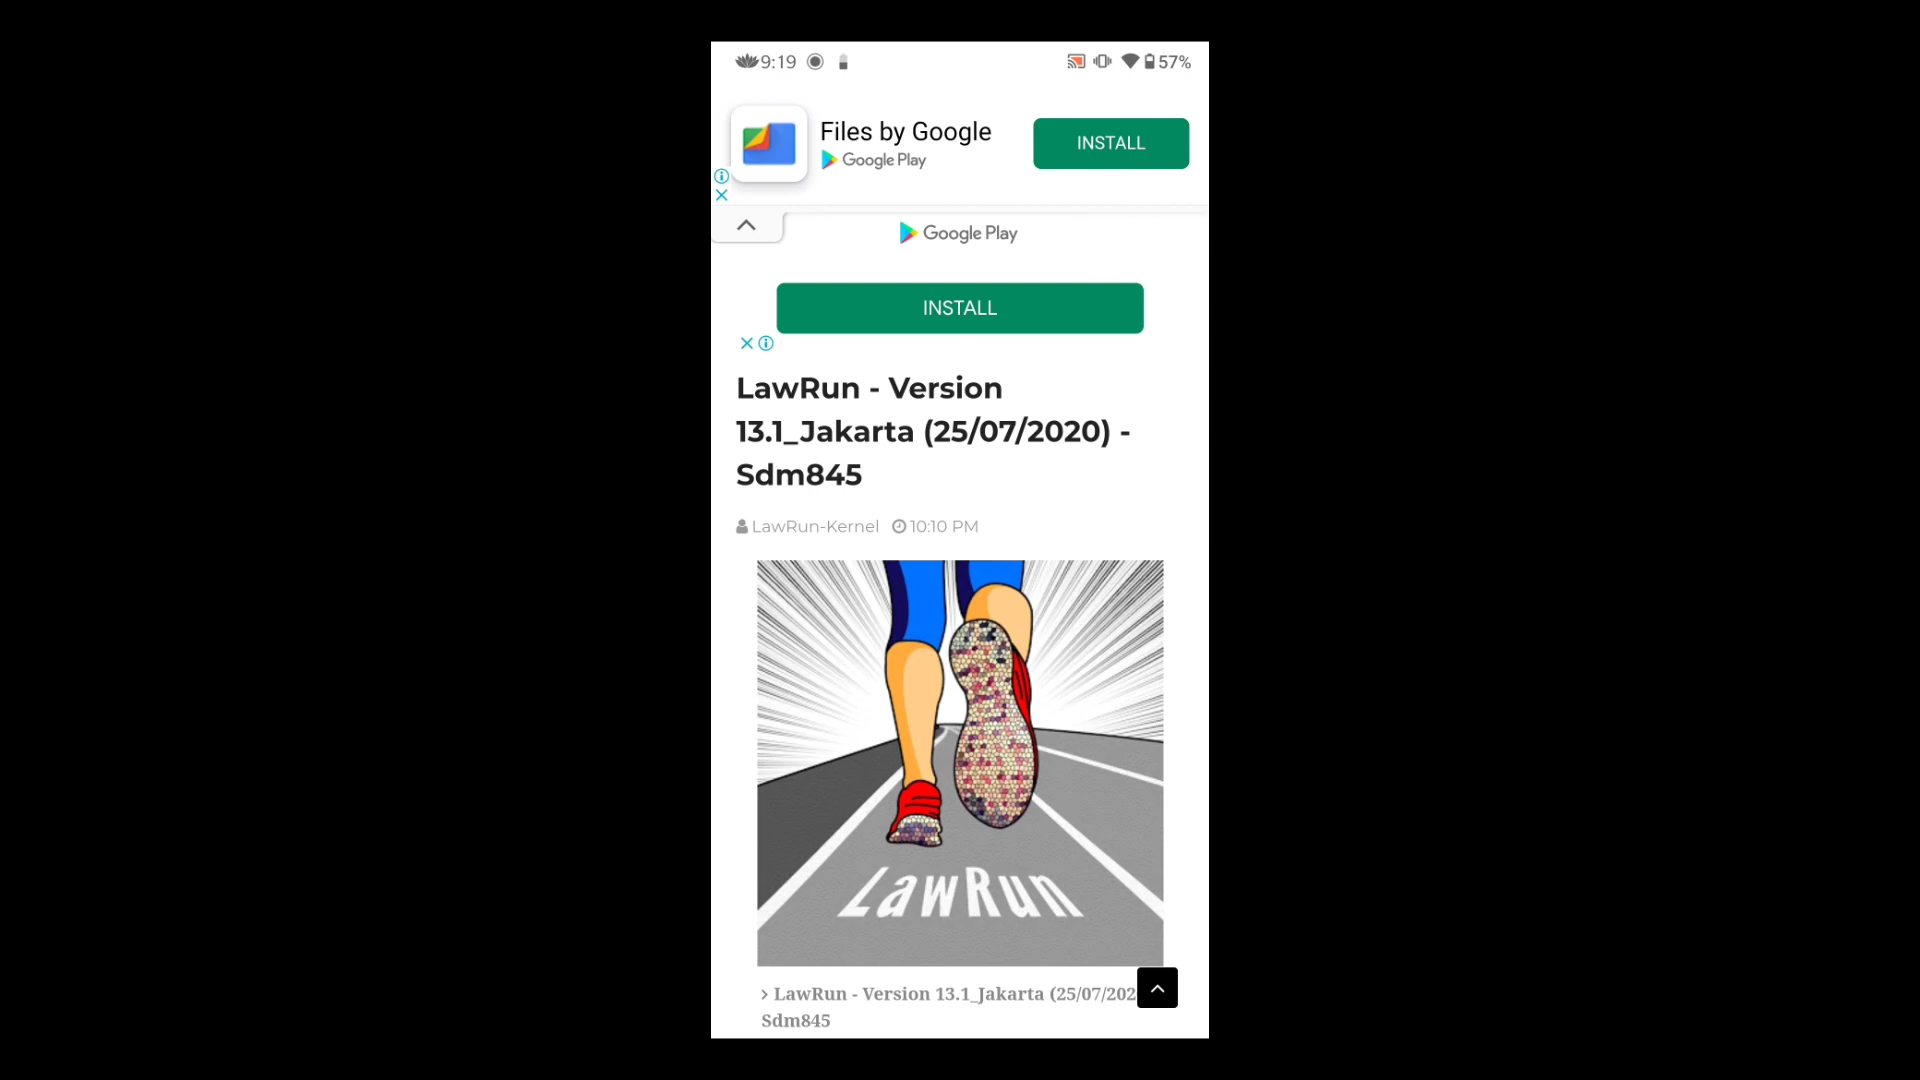 9:19
57%
Files by Google
Google Play
INSTALL
Google Play
INSTALL
LawRun - Version
13.1_Jakarta (25/07/2020) -
Sdm845
LawRun-Kernel 10:10 PM
LawRun
> LawRun - Version 13.1_Jakarta (25/07/202
Sdm845